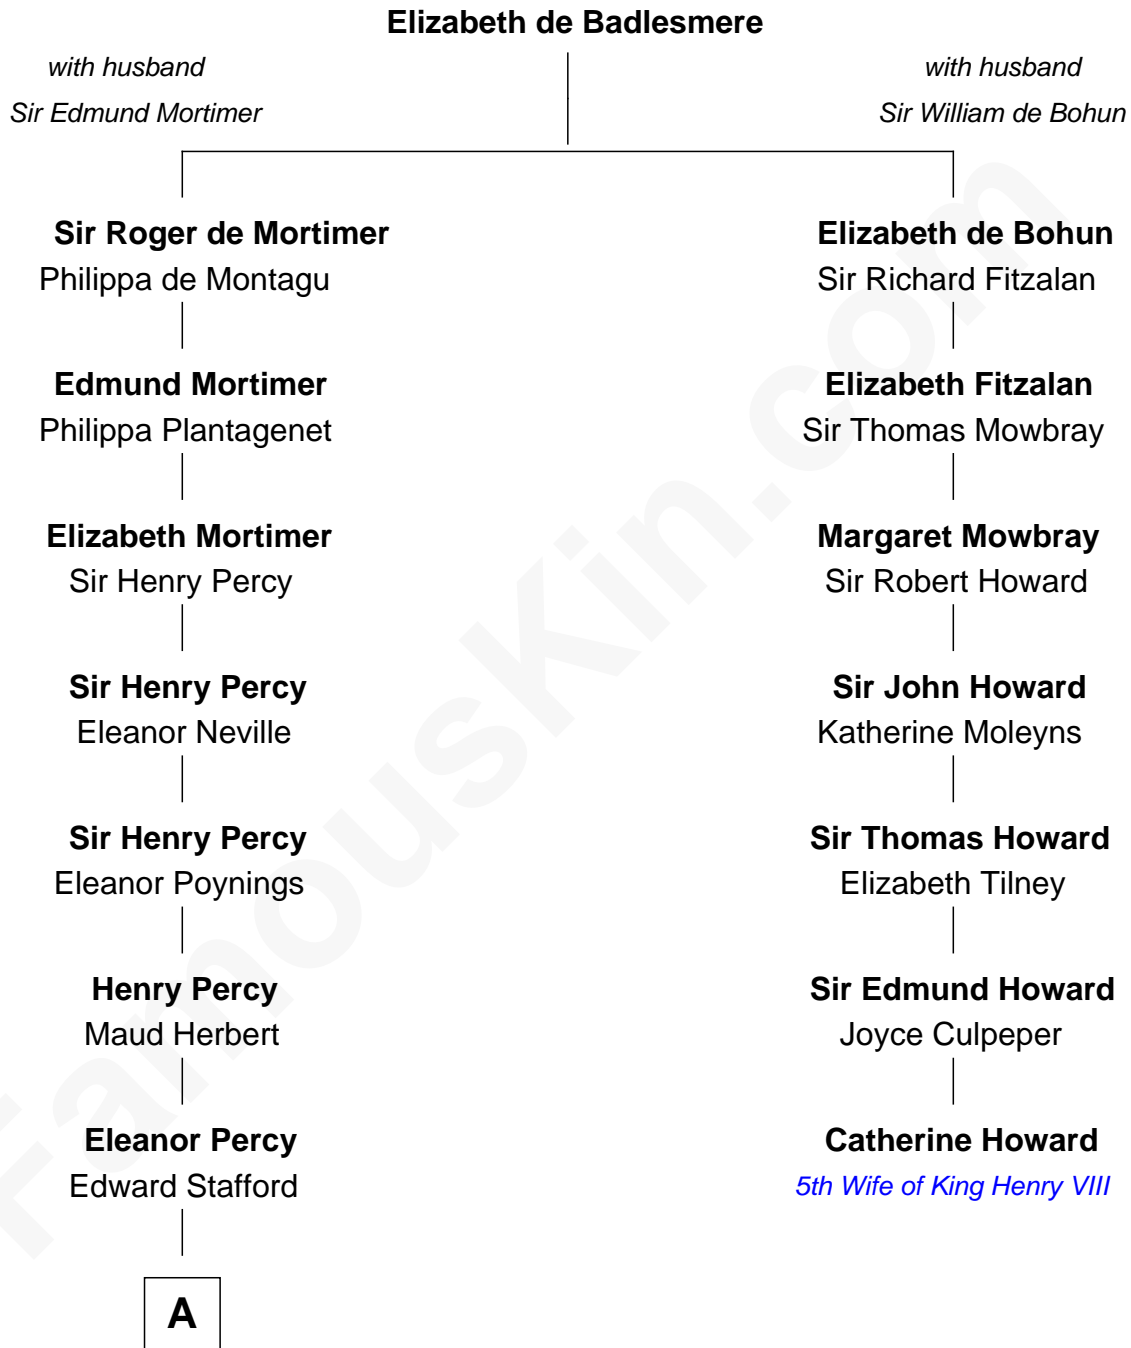 Elizabeth de Badlesmere
with husband
Sir Edmund Mortimer
with husband
Sir William de Bohun
Sir Roger de Mortimer
Philippa de Montagu
Elizabeth de Bohun
Sir Richard Fitzalan
Edmund Mortimer
Philippa Plantagenet
Elizabeth Fitzalan
Sir Thomas Mowbray
Elizabeth Mortimer
Sir Henry Percy
Margaret Mowbray
Sir Robert Howard
Sir Henry Percy
Eleanor Neville
Sir John Howard
Katherine Moleyns
Sir Henry Percy
Eleanor Poynings
Sir Thomas Howard
Elizabeth Tilney
Henry Percy
Maud Herbert
Sir Edmund Howard
Joyce Culpeper
Eleanor Percy
Edward Stafford
Catherine Howard
5th Wife of King Henry VIII
A
FamousKin.com